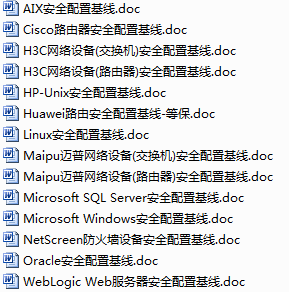 AIX安全配置基线.doc
Cisco路由器安全配置基线.doc
H3C网络设备(交换机)安全配置基线.doc
H3C网络设备(路由器)安全配置基线.doc
HP-Unix安全配置基线.doc
Huawei路由安全配置基线-等保.doc
Linux安全配置基线.doc
Maipu迈普网络设备(交换机)安全配置基线.doc
Maipu迈普网络设备(路由器)安全配置基线.doc
Microsoft SQL Server安全配置基线.doc
Microsoft Windows安全配置基线.doc
NetScreen防火墙设备安全配置基线.doc
Oracle安全配置基线.doc
WebLogic Web服务器安全配置基线.doc